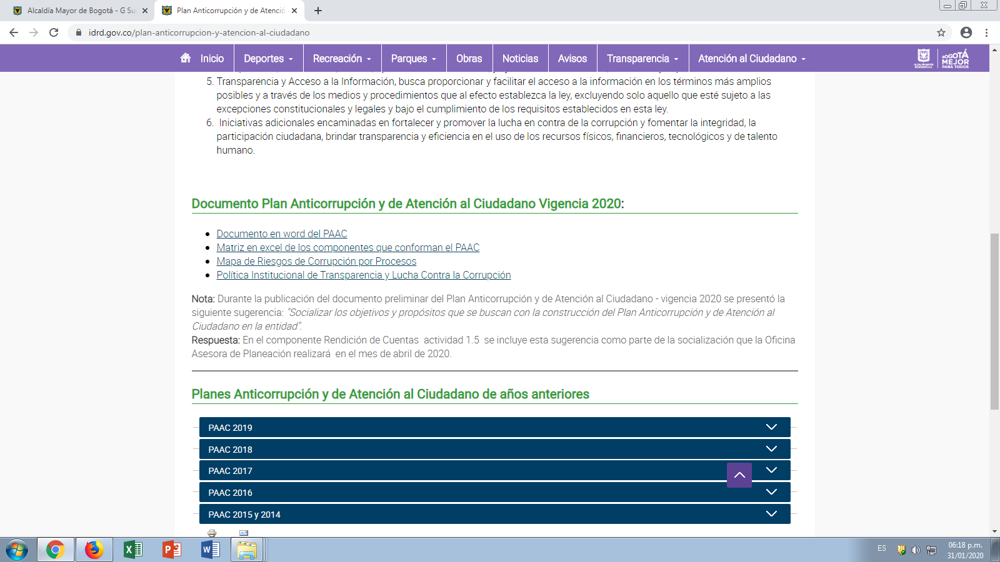 Alcaldía Mayor de Bogotá - G Su
Plan Anticorrupción y de Atenció
idrd.gov.co/plan-anticorrupcion-y-atencion-al-ciudadano
Inicio Deportes Recreación Parques Obras Noticias Avisos Transparencia Atención al Ciudadano
ALCALDÍA MAYOR
DE BOGOTÁ D.C.
BOGOTÁ
MEJOR
PARA TODOS
5. Transparencia y Acceso a la Información, busca proporcionar y facilitar el acceso a la información en los términos más amplios
posibles y a través de los medios y procedimientos que al efecto establezca la ley, excluyendo solo aquello que esté sujeto a las
excepciones constitucionales y legales y bajo el cumplimiento de los requisitos establecidos en esta ley.
6. Iniciativas adicionales encaminadas en fortalecer y promover la lucha en contra de la corrupción y fomentar la integridad, la
participación ciudadana, brindar transparencia y eficiencia en el uso de los recursos físicos, financieros, tecnológicos y de talento
humano.
Documento Plan Anticorrupción y de Atención al Ciudadano Vigencia 2020:
Documento en word del PAAC
Matriz en excel de los componentes que conforman el PAAC
Mapa de Riesgos de Corrupción por Procesos
Política Institucional de Transparencia y Lucha Contra la Corrupción
Nota: Durante la publicación del documento preliminar del Plan Anticorrupción y de Atención al Ciudadano - vigencia 2020 se presentó la
siguiente sugerencia: "Socializar los objetivos y propósitos que se buscan con la construcción del Plan Anticorrupción y de Atención al
Ciudadano en la entidad".
Respuesta: En el componente Rendición de Cuentas actividad 1.5 se incluye esta sugerencia como parte de la socialización que la Oficina
Asesora de Planeación realizará en el mes de abril de 2020.
Planes Anticorrupción y de Atención al Ciudadano de años anteriores
PAAC 2019
PAAC 2018
PAAC 2017
PAAC 2016
PAAC 2015 y 2014
ES
06:18 p.m.
31/01/2020